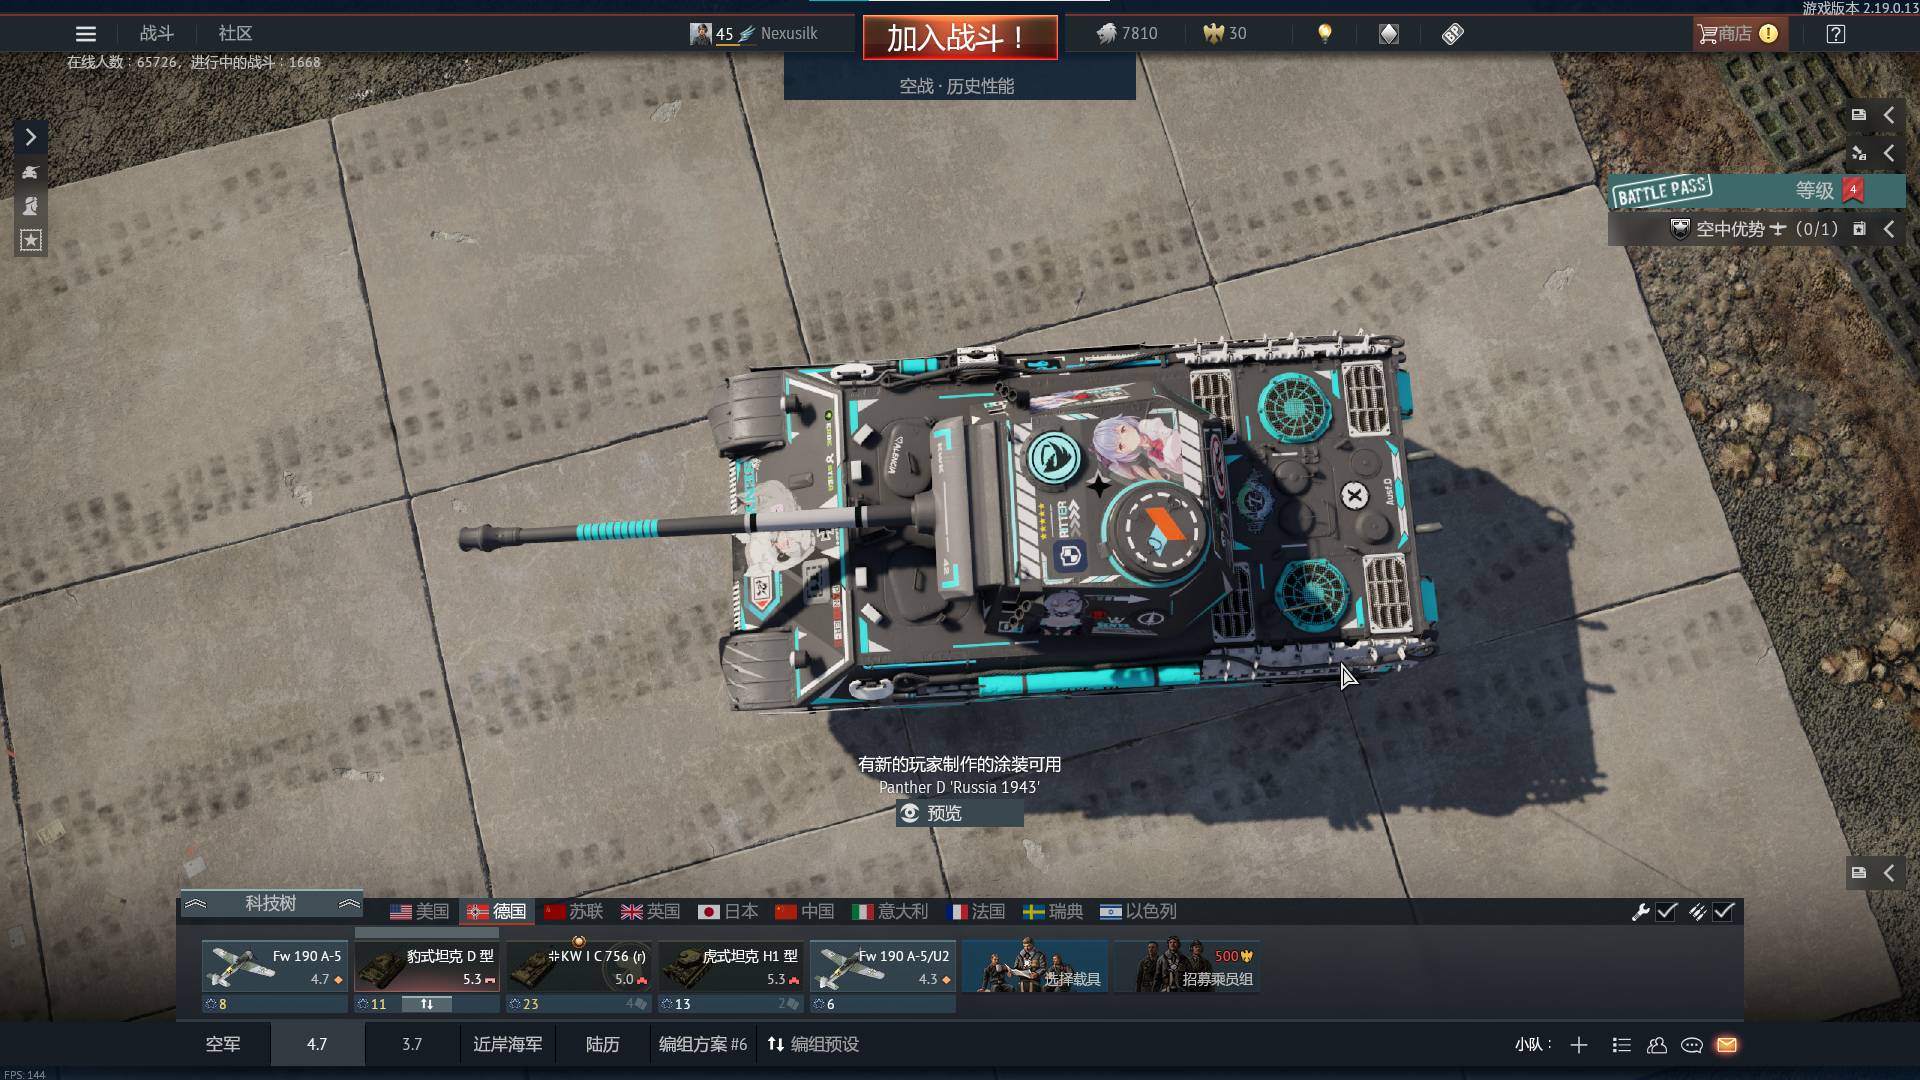 游戏版本 2.19.0.13
战斗
社区
45
Nexusilk
加入战斗！
7810
30
BP
商店
在线人数：65726，进行中的战斗：1668
空战 · 历史性能
BATTLE PASS
等级
4
空中优势
(0/1)
VALENCIA
RITTER
42
Ausf.D
有新的玩家制作的涂装可用
Panther D 'Russia 1943'
预览
科技树
美国
德国
苏联
英国
日本
中国
意大利
法国
瑞典
以色列
Fw 190 A-5
4.7
8
豹式坦克 D 型
5.3
11
KW I C 756 (r)
5.0
23
4
虎式坦克 H1 型
5.3
13
2
Fw 190 A-5/U2
4.3
6
选择载具
500
招募乘员组
空军
4.7
3.7
近岸海军
陆历
编组方案 #6
编组预设
小队：
FPS: 144